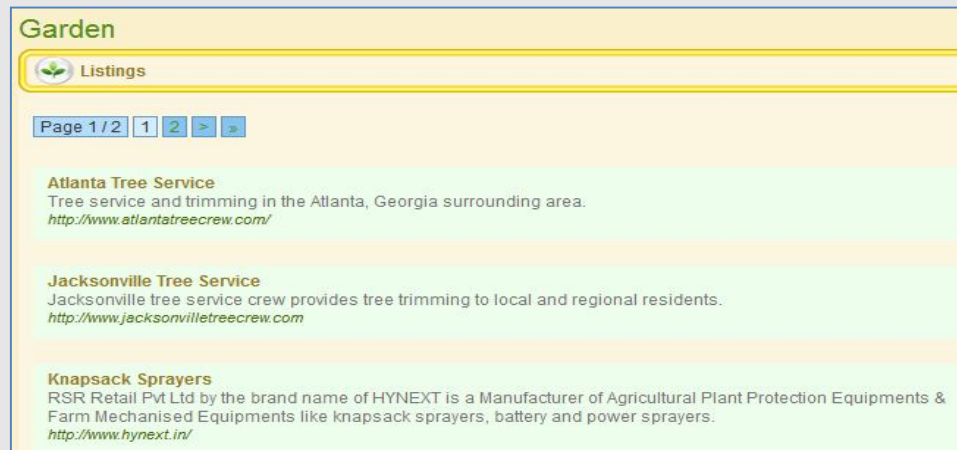 Garden
Listings
Page 1 / 2 1 2 > »
Atlanta Tree Service
Tree service and trimming in the Atlanta, Georgia surrounding area.
http://www.atlantatreecrew.com/
Jacksonville Tree Service
Jacksonville tree service crew provides tree trimming to local and regional residents.
http://www.jacksonvilletreecrew.com
Knapsack Sprayers
RSR Retail Pvt Ltd by the brand name of HYNEXT is a Manufacturer of Agricultural Plant Protection Equipments &
Farm Mechanised Equipments like knapsack sprayers, battery and power sprayers.
http://www.hynext.in/